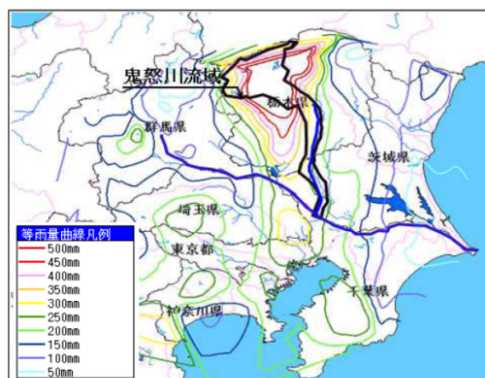 鬼怒川流域
栃木県
群馬県
茨城県
埼玉県
東京都
千葉県
神奈川県
等雨量曲線凡例
500mm
450mm
400mm
350mm
300mm
250mm
200mm
150mm
100mm
50mm